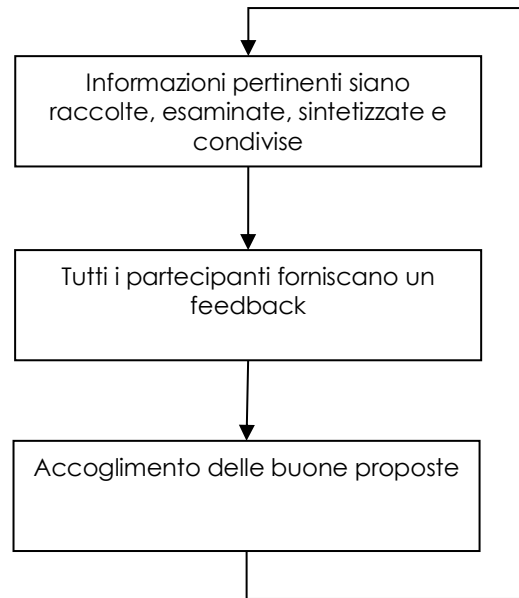 Informazioni pertinenti siano
raccolte, esaminate, sintetizzate e
condivise
Tutti i partecipanti forniscano un
feedback
Accoglimento delle buone proposte